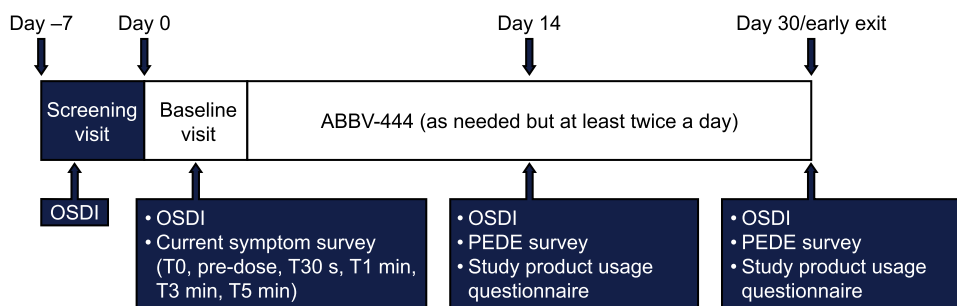 Day –7
Day 0
Day 14
Day 30/early exit
Screening
visit
Baseline
visit
ABBV-444 (as needed but at least twice a day)
OSDI
• OSDI
• Current symptom survey
(T0, pre-dose, T30 s, T1 min,
T3 min, T5 min)
• OSDI
• PEDE survey
• Study product usage
questionnaire
• OSDI
• PEDE survey
• Study product usage
questionnaire